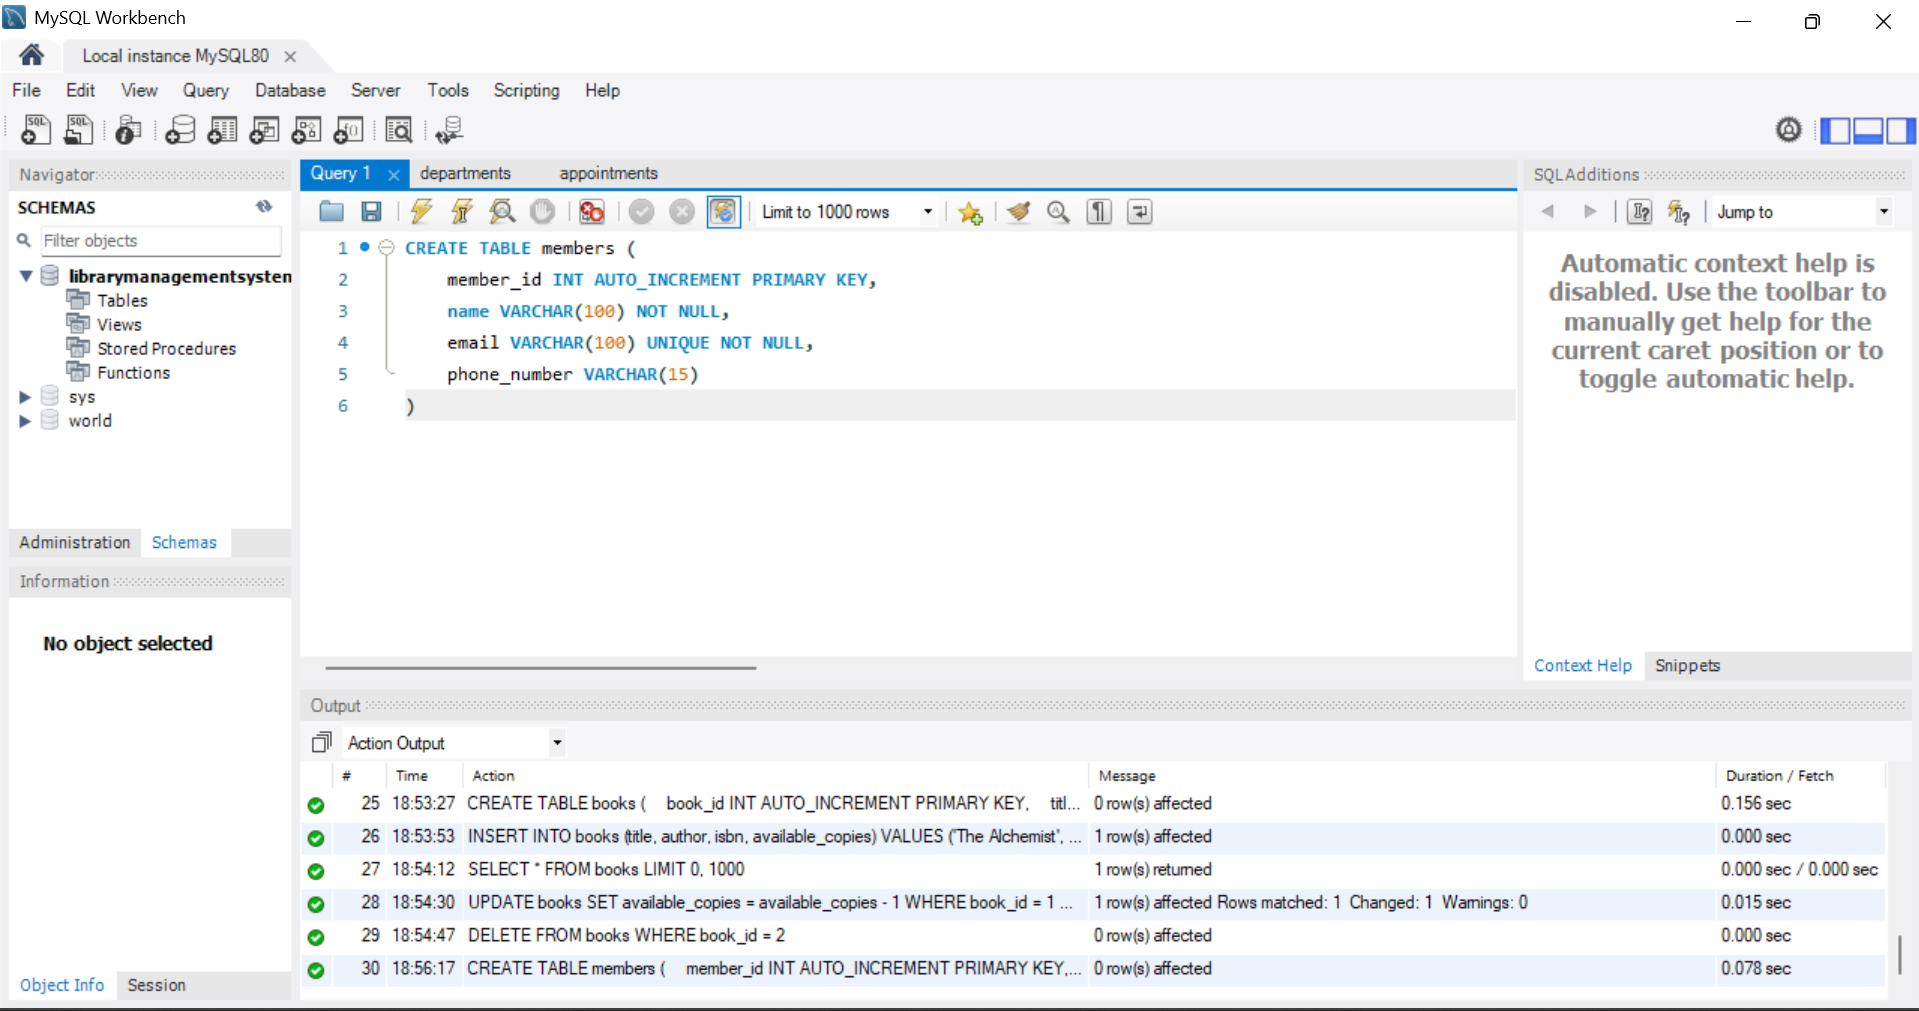 MySQL Workbench
Local instance MySQL80
File Edit View Query Database Server Tools Scripting Help
Navigator
SCHEMAS
Filter objects
librarymanagementsystem
Tables
Views
Stored Procedures
Functions
sys
world
Administration Schemas
Information
No object selected
Object Info Session
Query 1 departments appointments
Limit to 1000 rows
1 CREATE TABLE members (
2 member_id INT AUTO_INCREMENT PRIMARY KEY,
3 name VARCHAR(100) NOT NULL,
4 email VARCHAR(100) UNIQUE NOT NULL,
5 phone_number VARCHAR(15)
6 )
SQLAdditions
Jump to
Automatic context help is
disabled. Use the toolbar to
manually get help for the
current caret position or to
toggle automatic help.
Context Help Snippets
Output
Action Output
# Time Action Message Duration / Fetch
25 18:53:27 CREATE TABLE books ( book_id INT AUTO_INCREMENT PRIMARY KEY, titl... 0 row(s) affected 0.156 sec
26 18:53:53 INSERT INTO books (title, author, isbn, available_copies) VALUES ('The Alchemist', ... 1 row(s) affected 0.000 sec
27 18:54:12 SELECT * FROM books LIMIT 0, 1000 1 row(s) returned 0.000 sec / 0.000 sec
28 18:54:30 UPDATE books SET available_copies = available_copies - 1 WHERE book_id = 1 ... 1 row(s) affected Rows matched: 1 Changed: 1 Warnings: 0 0.015 sec
29 18:54:47 DELETE FROM books WHERE book_id = 2 0 row(s) affected 0.000 sec
30 18:56:17 CREATE TABLE members ( member_id INT AUTO_INCREMENT PRIMARY KEY,... 0 row(s) affected 0.078 sec